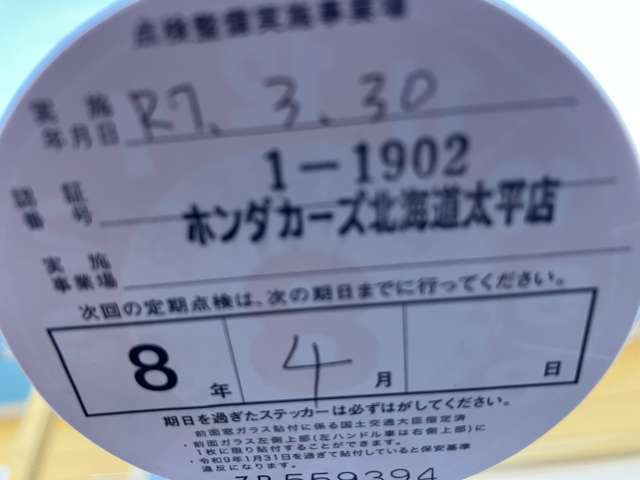 点検整備実施事業場
実施年月日 R7. 3. 30
認証番号 1-1902
ホンダカーズ北海道太平店
実施事業場
次回の定期点検は、次の期日までに行ってください。
8年 4月 日
期日を過ぎたステッカーは必ずはがしてください。
前面窓ガラス貼付に係る国土交通大臣指定済
・前面ガラス左側上部(左ハンドル車は右側上部)に
1枚に限り貼付することができます。
・令和9年1月31日を過ぎて貼付していると保安基準
違反になります。
559394